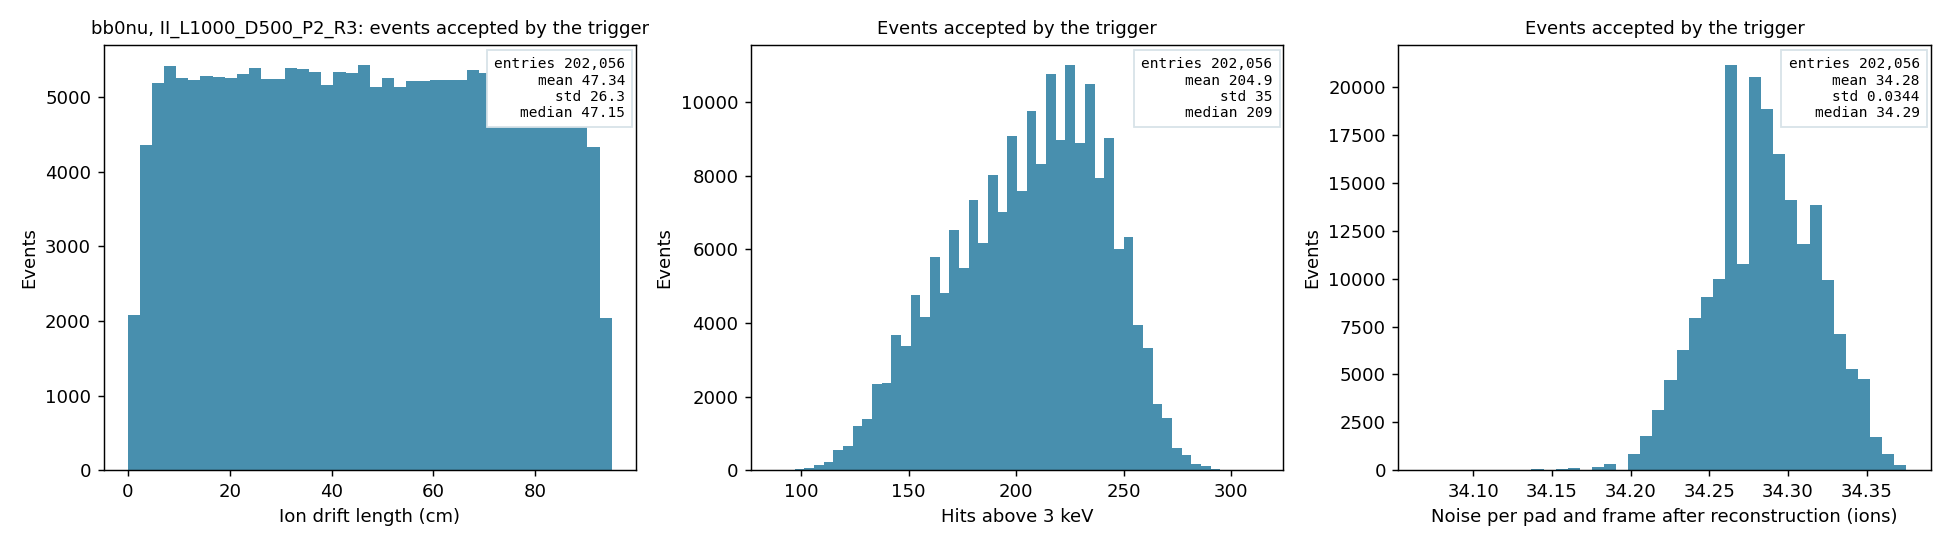 bb0nu, II_L1000_D500_P2_R3: events accepted by the trigger
entries 202,056
mean 47.34
std 26.3
median 47.15
Events
5000
4000
3000
2000
1000
0
0 20 40 60 80
Ion drift length (cm)
Events accepted by the trigger
entries 202,056
mean 204.9
std 35
median 209
Events
10000
8000
6000
4000
2000
0
100 150 200 250 300
Hits above 3 keV
Events accepted by the trigger
entries 202,056
mean 34.28
std 0.0344
median 34.29
Events
20000
17500
15000
12500
10000
7500
5000
2500
0
34.10 34.15 34.20 34.25 34.30 34.35
Noise per pad and frame after reconstruction (ions)